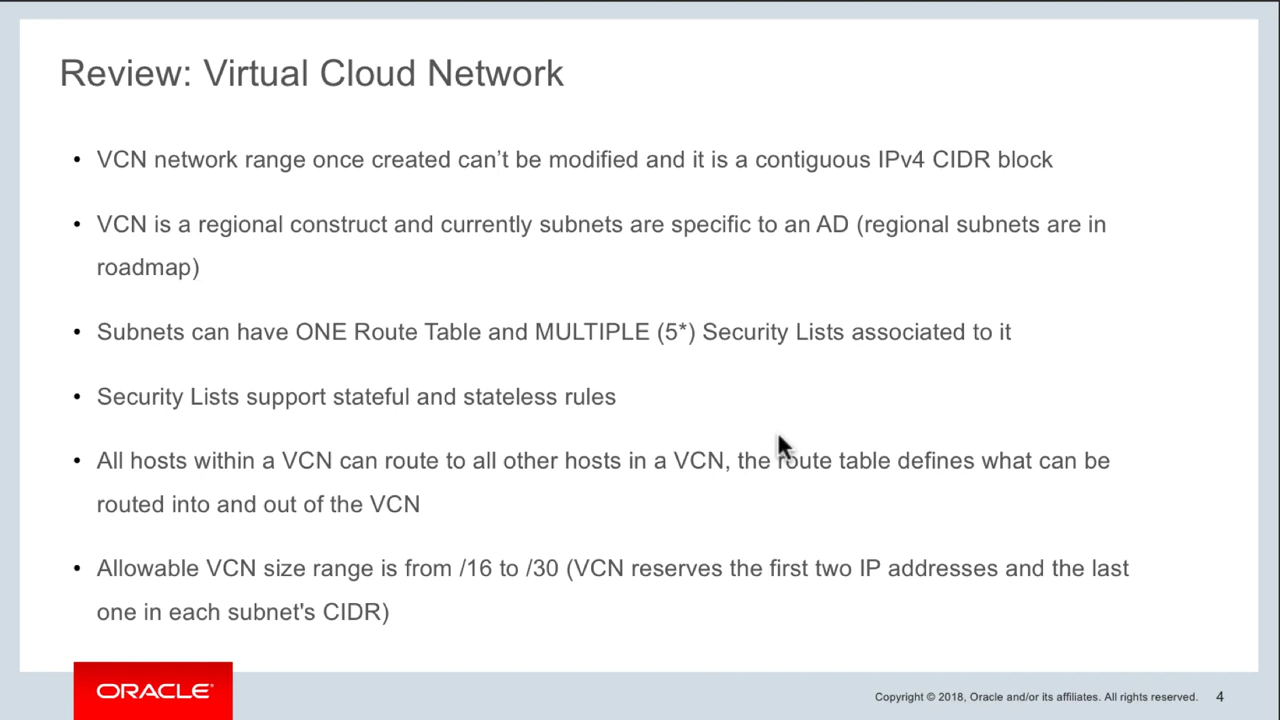 Review: Virtual Cloud Network
• VCN network range once created can’t be modified and it is a contiguous IPv4 CIDR block
• VCN is a regional construct and currently subnets are specific to an AD (regional subnets are in
roadmap)
• Subnets can have ONE Route Table and MULTIPLE (5*) Security Lists associated to it
• Security Lists support stateful and stateless rules
• All hosts within a VCN can route to all other hosts in a VCN, the route table defines what can be
routed into and out of the VCN
• Allowable VCN size range is from /16 to /30 (VCN reserves the first two IP addresses and the last
one in each subnet's CIDR)
ORACLE®
Copyright © 2018, Oracle and/or its affiliates. All rights reserved. 4